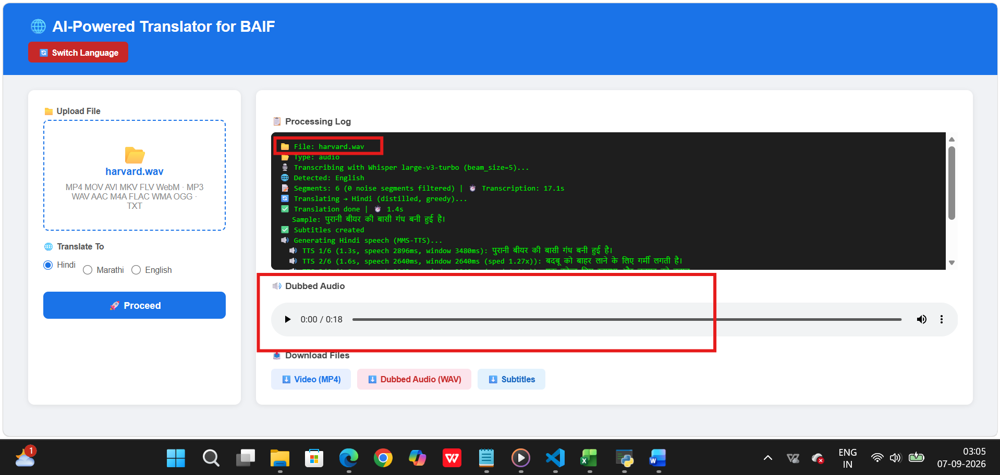 AI-Powered Translator for BAIF
Switch Language
Upload File
harvard.wav
MP4 MOV AVI MKV FLV WebM · MP3
WAV AAC M4A FLAC WMA OGG ·
TXT
Translate To
Hindi
Marathi
English
Proceed
Processing Log
File: harvard.wav
Type: audio
Transcribing with Whisper large-v3-turbo (beam_size=5)...
Detected: English
Segments: 6 (0 noise segments filtered) | Transcription: 17.1s
Translating → Hindi (distilled, greedy)...
Translation done | 1.4s
Sample: पुरानी बीयर की बासी गंध बनी हुई है।
Subtitles created
Generating Hindi speech (MMS-TTS)...
TTS 1/6 (1.3s, speech 2896ms, window 3480ms): पुरानी बीयर की बासी गंध बनी हुई है।
TTS 2/6 (1.6s, speech 2640ms, window 2640ms (sped 1.27x)): बदबू को बाहर लाने के लिए गर्मी लगती है।
Dubbed Audio
0:00 / 0:18
Download Files
Video (MP4)
Dubbed Audio (WAV)
Subtitles
1
ENG
IN
03:05
07-09-2026